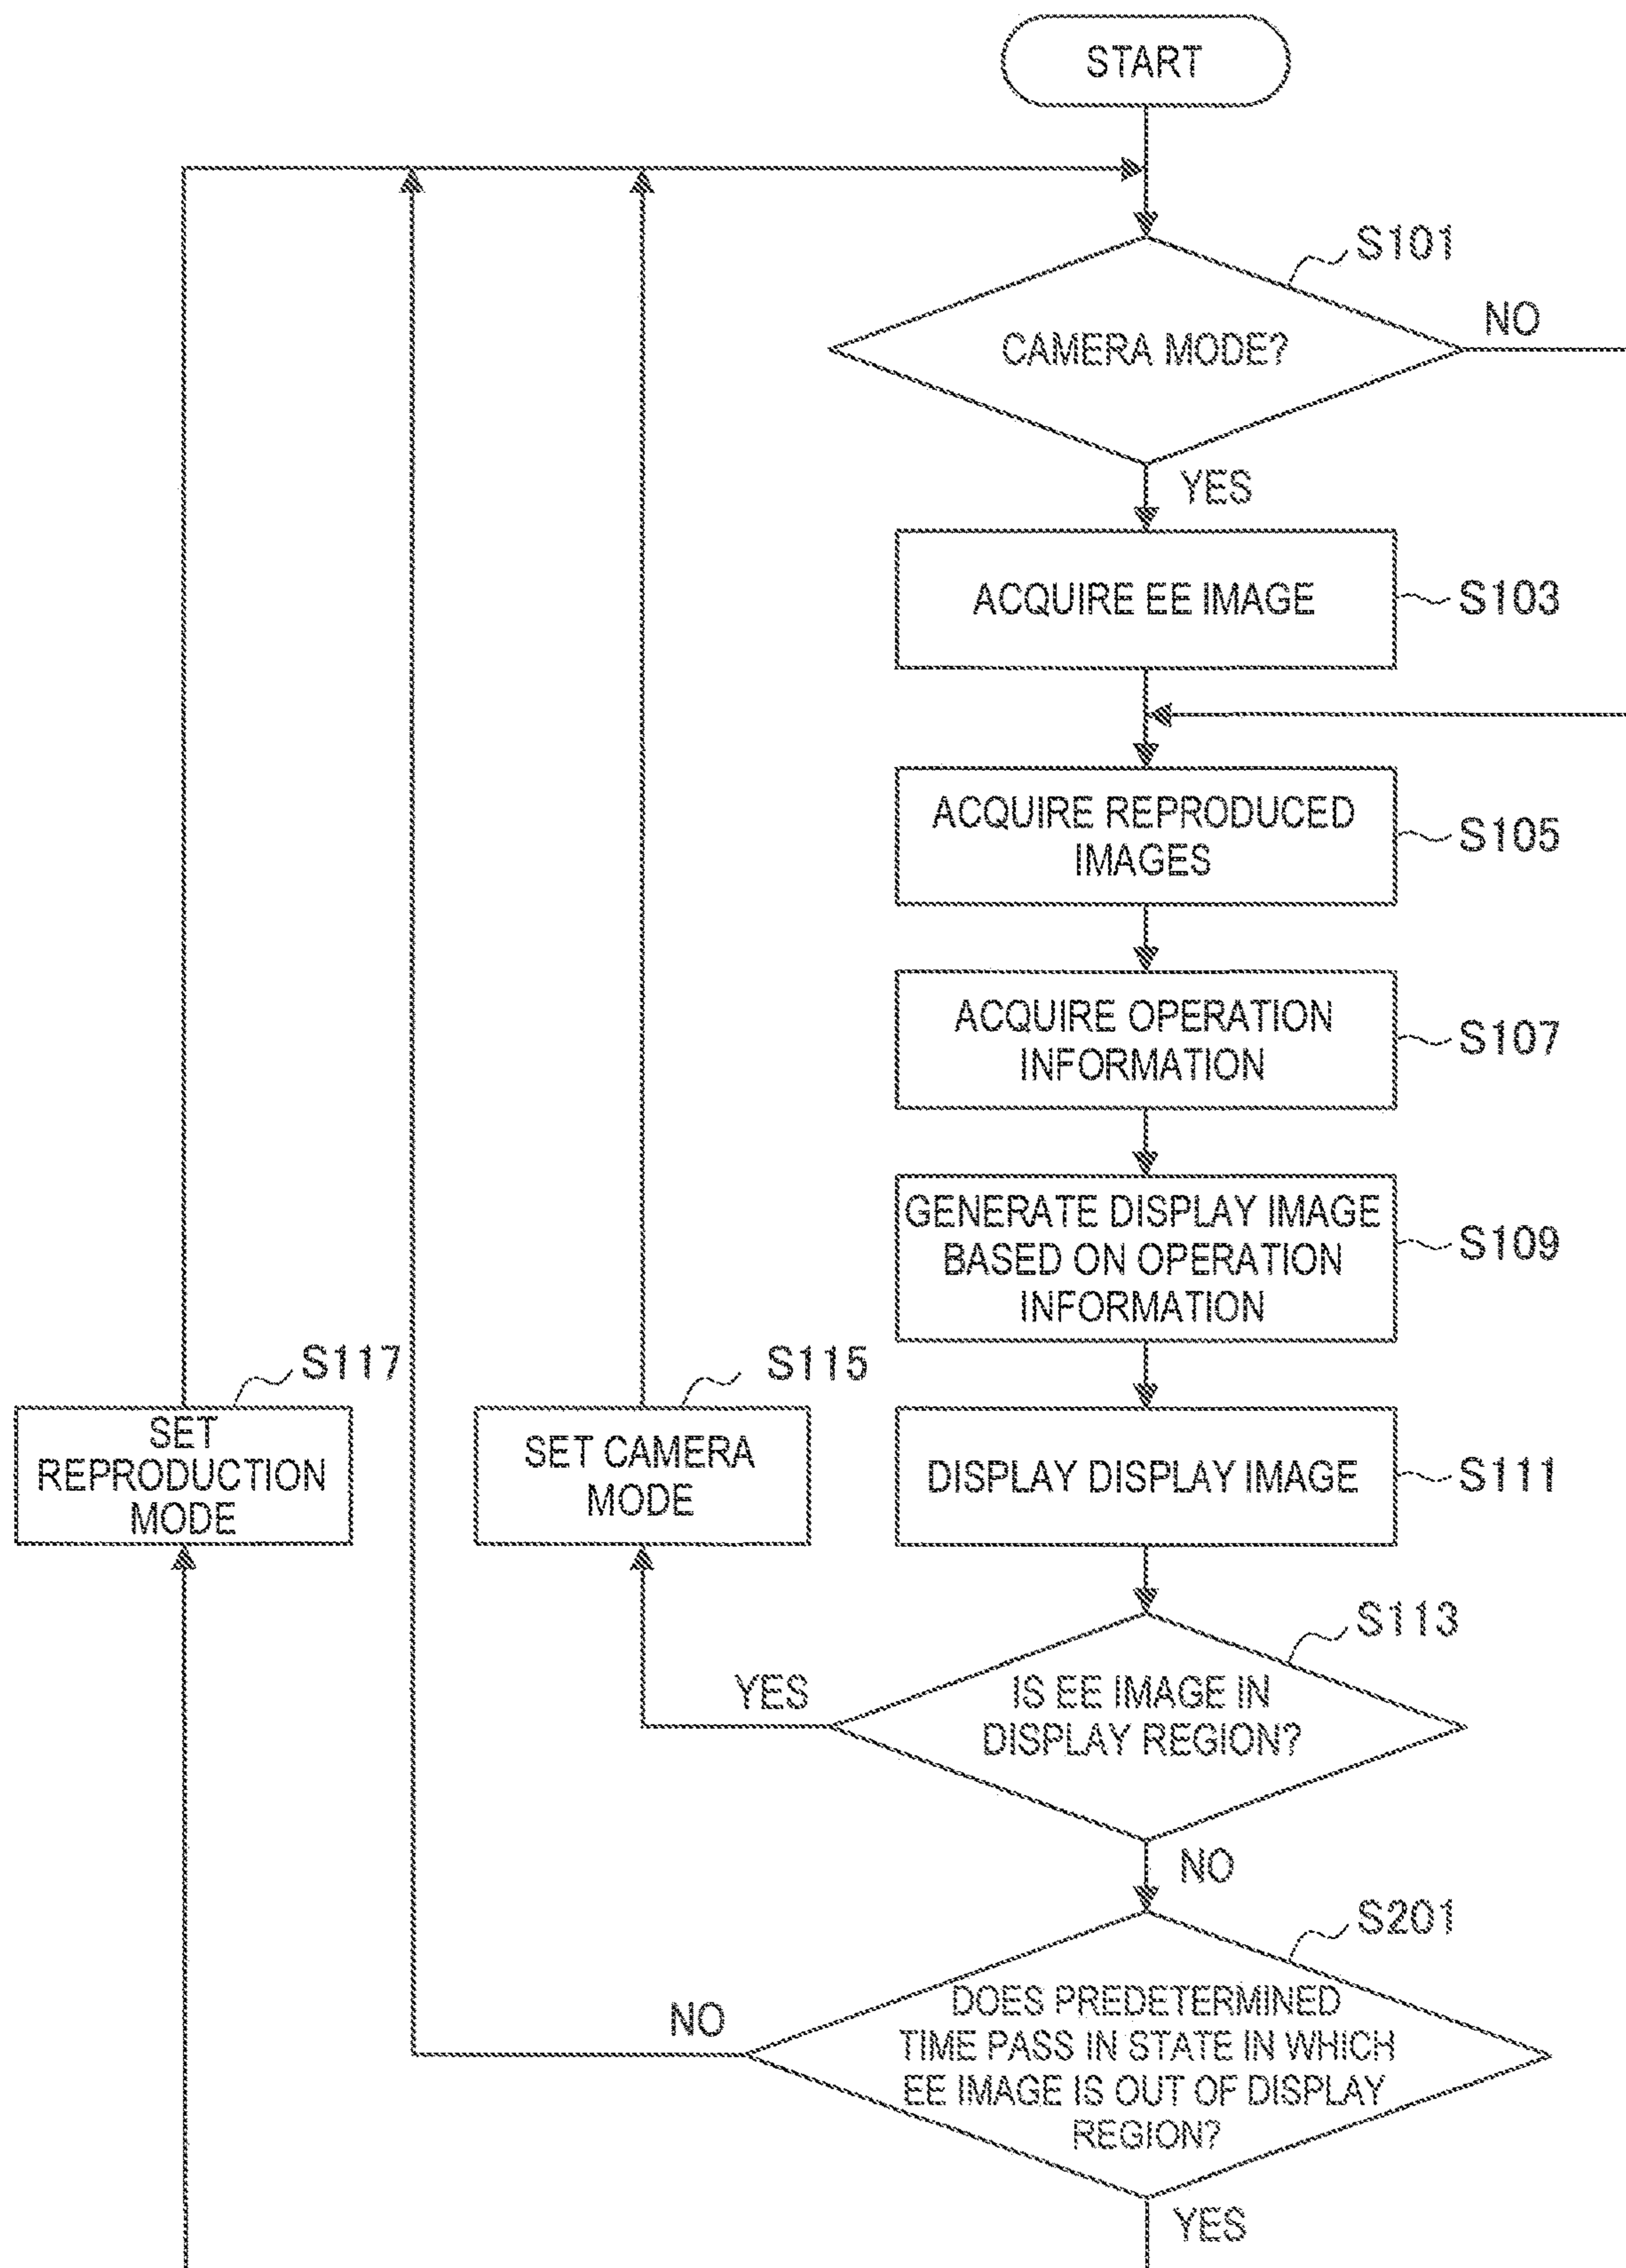 START
S101
CAMERA MODE?
NO
YES
ACQUIRE EE IMAGE
S103
ACQUIRE REPRODUCED
IMAGES
S105
ACQUIRE OPERATION
INFORMATION
S107
GENERATE DISPLAY IMAGE
BASED ON OPERATION
INFORMATION
S109
S117
SET
REPRODUCTION
MODE
S115
SET CAMERA
MODE
DISPLAY DISPLAY IMAGE
S111
S113
YES
IS EE IMAGE IN
DISPLAY REGION?
NO
S201
NO
DOES PREDETERMINED
TIME PASS IN STATE IN WHICH
EE IMAGE IS OUT OF DISPLAY
REGION?
YES